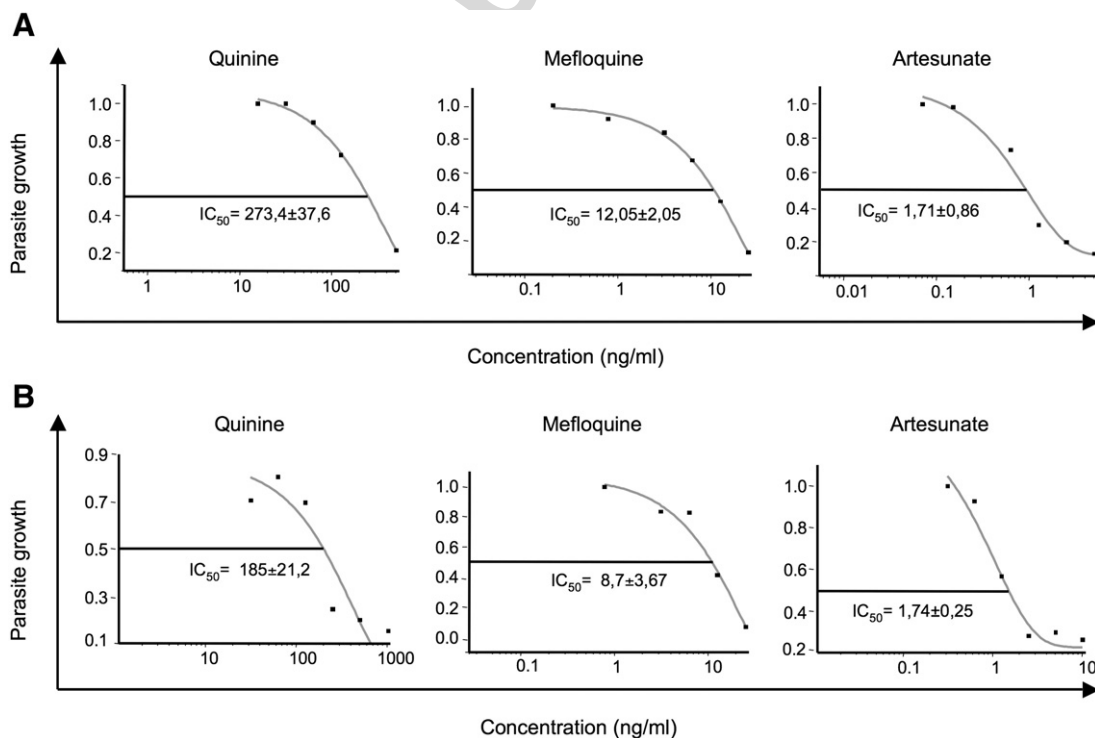 A
Quinine
Mefloquine
Artesunate
Parasite growth
1.0
0.8
0.6
0.4
0.2
IC50= 273,4±37,6
1 10 100
1.0
0.8
0.6
0.4
0.2
IC50= 12,05±2,05
0.1 1 10
1.0
0.8
0.6
0.4
0.2
IC50= 1,71±0,86
0.01 0.1 1
Concentration (ng/ml)
B
Quinine
Mefloquine
Artesunate
Parasite growth
0.9
0.7
0.5
0.3
0.1
IC50= 185±21,2
10 100 1000
1.0
0.8
0.6
0.4
0.2
0.0
IC50= 8,7±3,67
0.1 1 10
1.0
0.8
0.6
0.4
0.2
IC50= 1,74±0,25
0.1 1 10
Concentration (ng/ml)